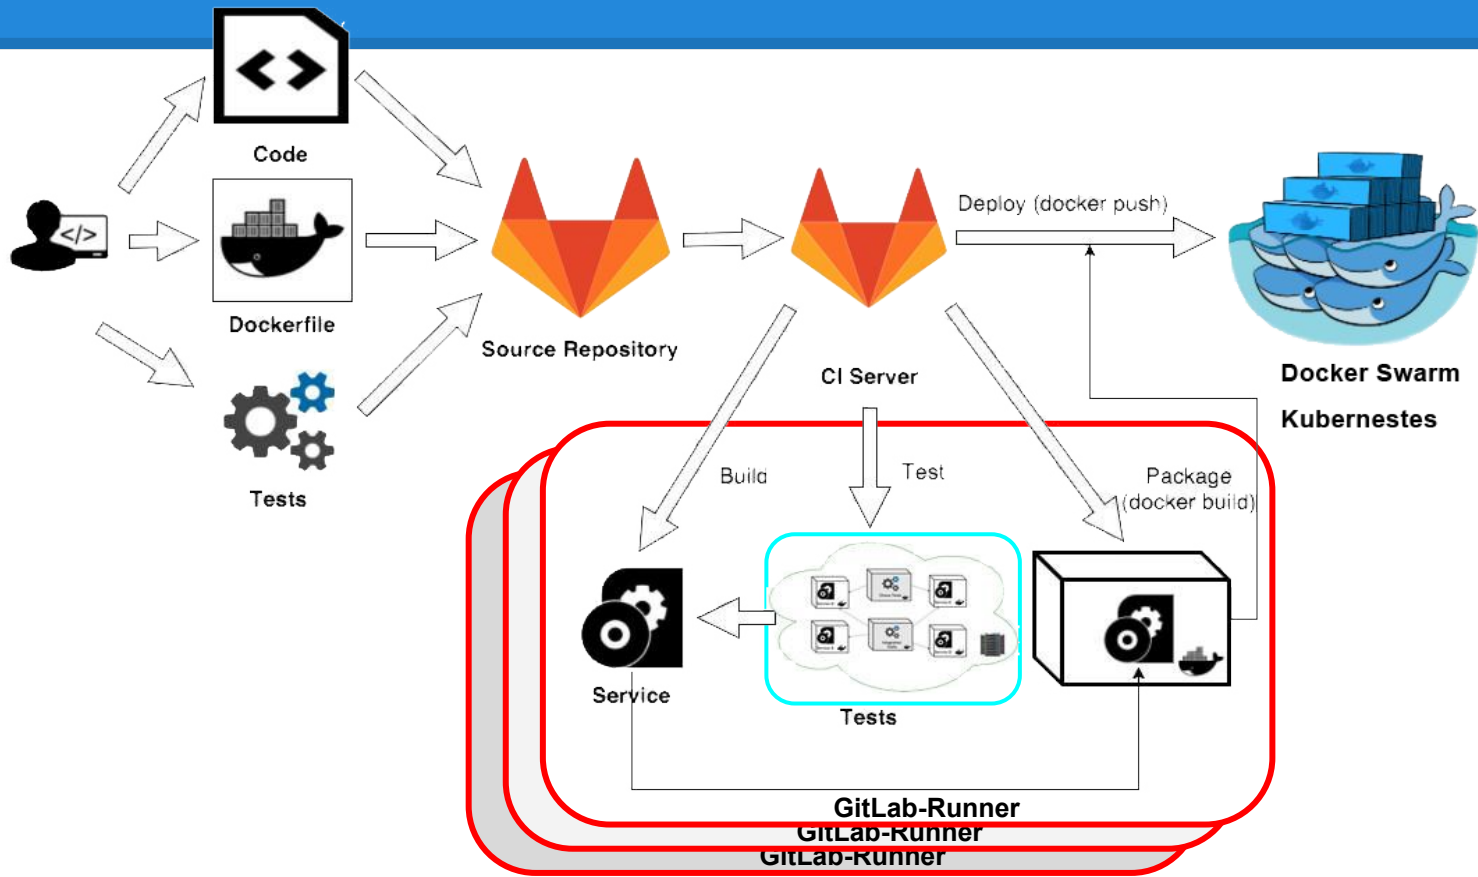 Code
Deploy (docker push)
Dockerfile
Source Repository
CI Server
Docker Swarm
Kubernestes
Tests
Build
Test
Package
(docker build)
Service
Tests
GitLab-Runner
GitLab-Runner
GitLab-Runner